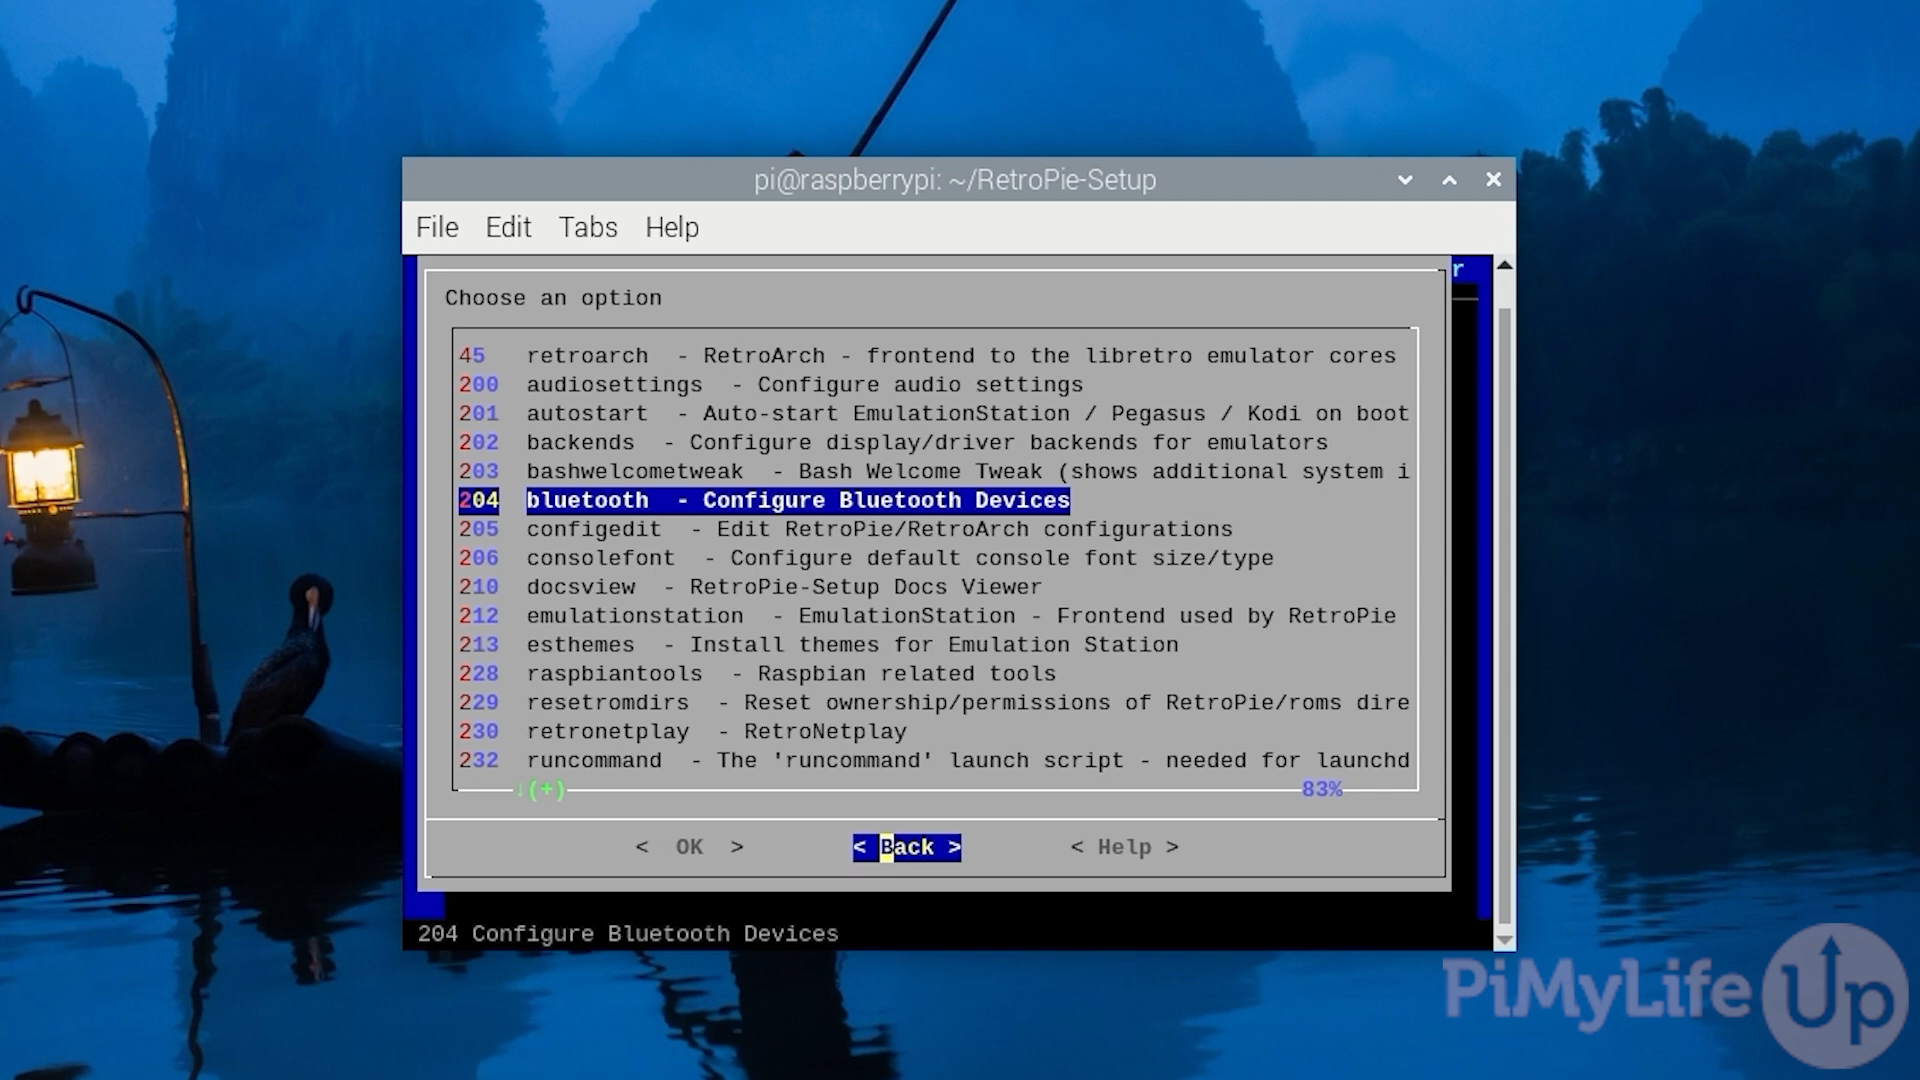 pi@raspberrypi: ~/RetroPie-Setup
File Edit Tabs Help
r
Choose an option
45 retroarch - RetroArch - frontend to the libretro emulator cores
200 audiosettings - Configure audio settings
201 autostart - Auto-start EmulationStation / Pegasus / Kodi on boot
202 backends - Configure display/driver backends for emulators
203 bashwelcometweak - Bash Welcome Tweak (shows additional system i
204 bluetooth - Configure Bluetooth Devices
205 configedit - Edit RetroPie/RetroArch configurations
206 consolefont - Configure default console font size/type
210 docsview - RetroPie-Setup Docs Viewer
212 emulationstation - EmulationStation - Frontend used by RetroPie
213 esthemes - Install themes for Emulation Station
228 raspbiantools - Raspbian related tools
229 resetromdirs - Reset ownership/permissions of RetroPie/roms dire
230 retronetplay - RetroNetplay
232 runcommand - The 'runcommand' launch script - needed for launchd
↓(+) 83%
< OK > < Back > < Help >
204 Configure Bluetooth Devices
PiMyLifeUp